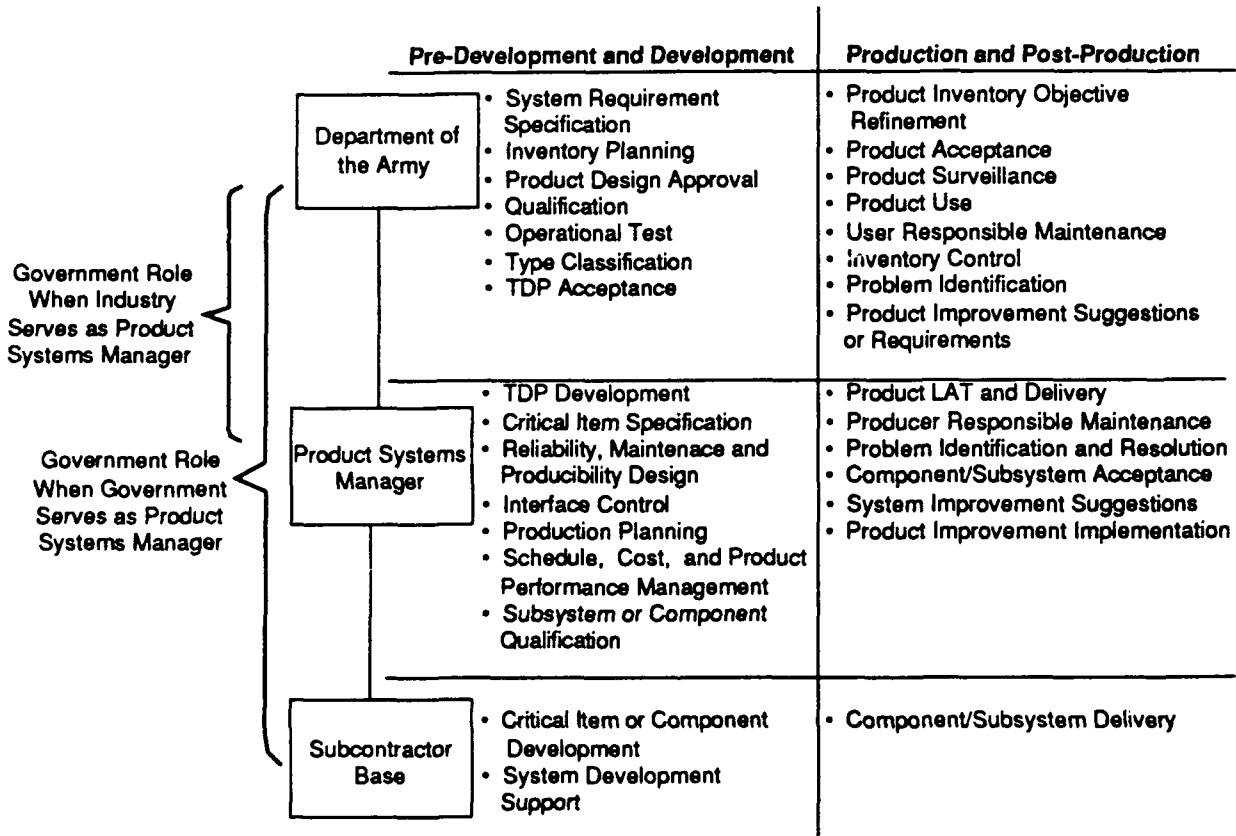 Pre-Development and Development
Production and Post-Production
Government Role
When Industry
Serves as Product
Systems Manager
Government Role
When Government
Serves as Product
Systems Manager
Department of
the Army
• System Requirement
Specification
• Inventory Planning
• Product Design Approval
• Qualification
• Operational Test
• Type Classification
• TDP Acceptance
• Product Inventory Objective
Refinement
• Product Acceptance
• Product Surveillance
• Product Use
• User Responsible Maintenance
• Inventory Control
• Problem Identification
• Product Improvement Suggestions
or Requirements
Product Systems
Manager
• TDP Development
• Critical Item Specification
• Reliability, Maintenace and
Producibility Design
• Interface Control
• Production Planning
• Schedule, Cost, and Product
Performance Management
• Subsystem or Component
Qualification
• Product LAT and Delivery
• Producer Responsible Maintenance
• Problem Identification and Resolution
• Component/Subsystem Acceptance
• System Improvement Suggestions
• Product Improvement Implementation
Subcontractor
Base
• Critical Item or Component
Development
• System Development
Support
• Component/Subsystem Delivery